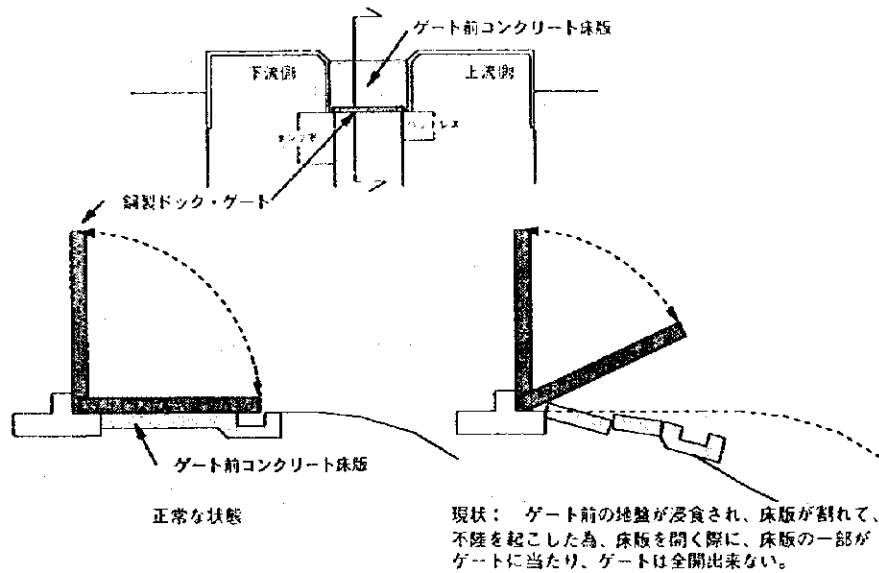 ゲート前コンクリート床版
下流側
上流側
鋼製ドック・ゲート
ゲート前コンクリート床版
正常な状態
現状： ゲート前の地盤が浸食され、床版が割れて、
不陸を起こした為、床版を開く際に、床版の一部が
ゲートに当たり、ゲートは全開出来ない。